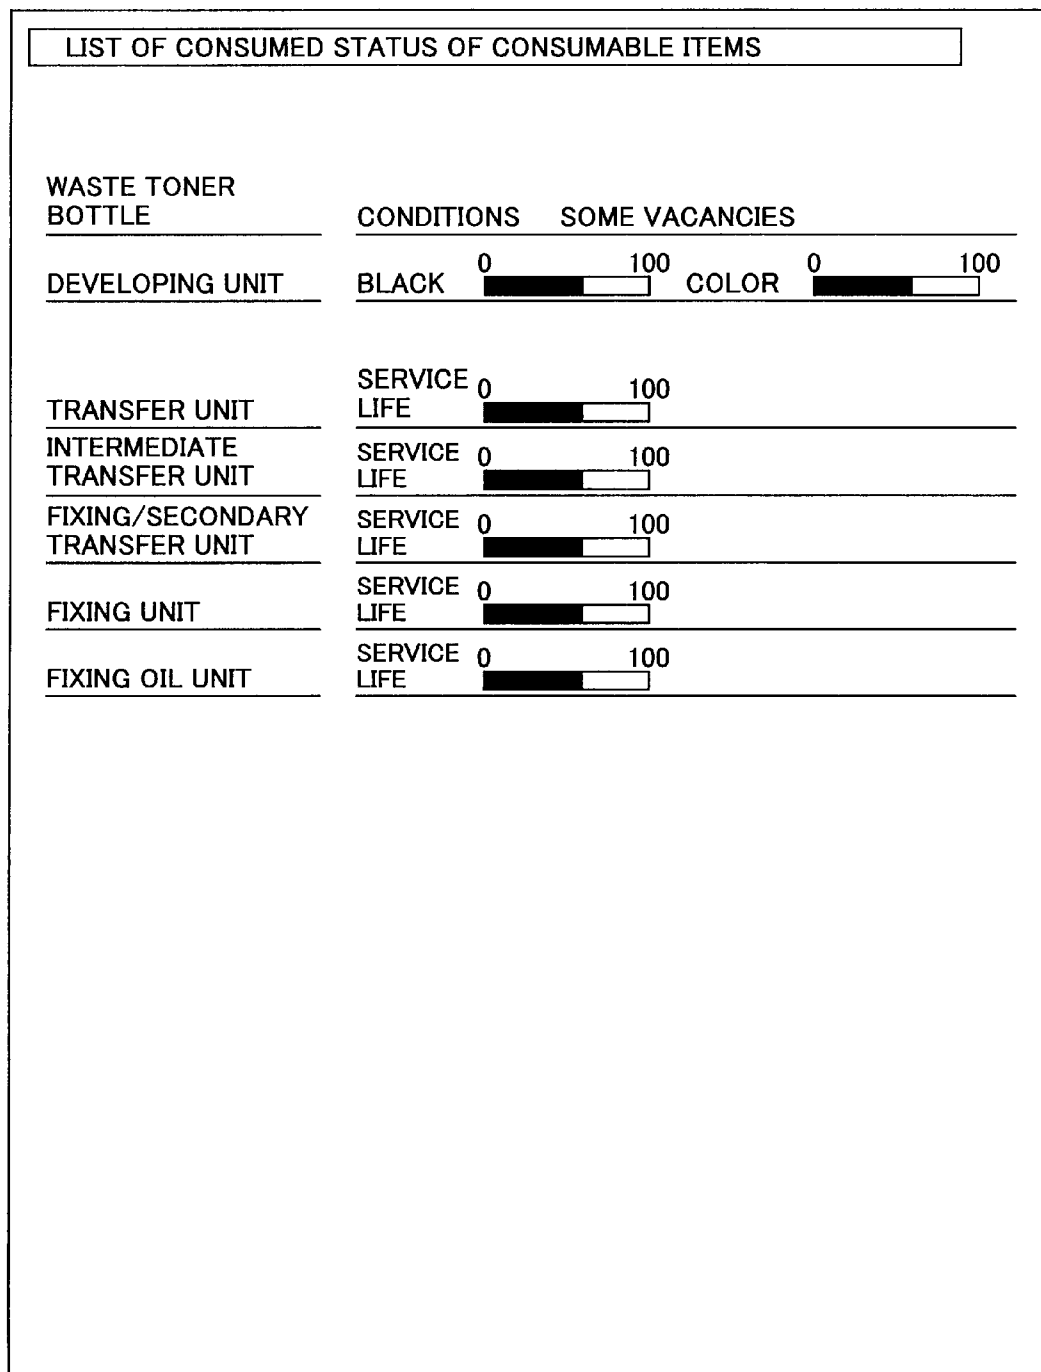 LIST OF CONSUMED STATUS OF CONSUMABLE ITEMS
WASTE TONER
BOTTLE CONDITIONS SOME VACANCIES
0 100 0 100
DEVELOPING UNIT BLACK COLOR
SERVICE 0 100
TRANSFER UNIT LIFE
INTERMEDIATE SERVICE 0 100
TRANSFER UNIT LIFE
FIXING/SECONDARY SERVICE 0 100
TRANSFER UNIT LIFE
SERVICE 0 100
FIXING UNIT LIFE
SERVICE 0 100
FIXING OIL UNIT LIFE